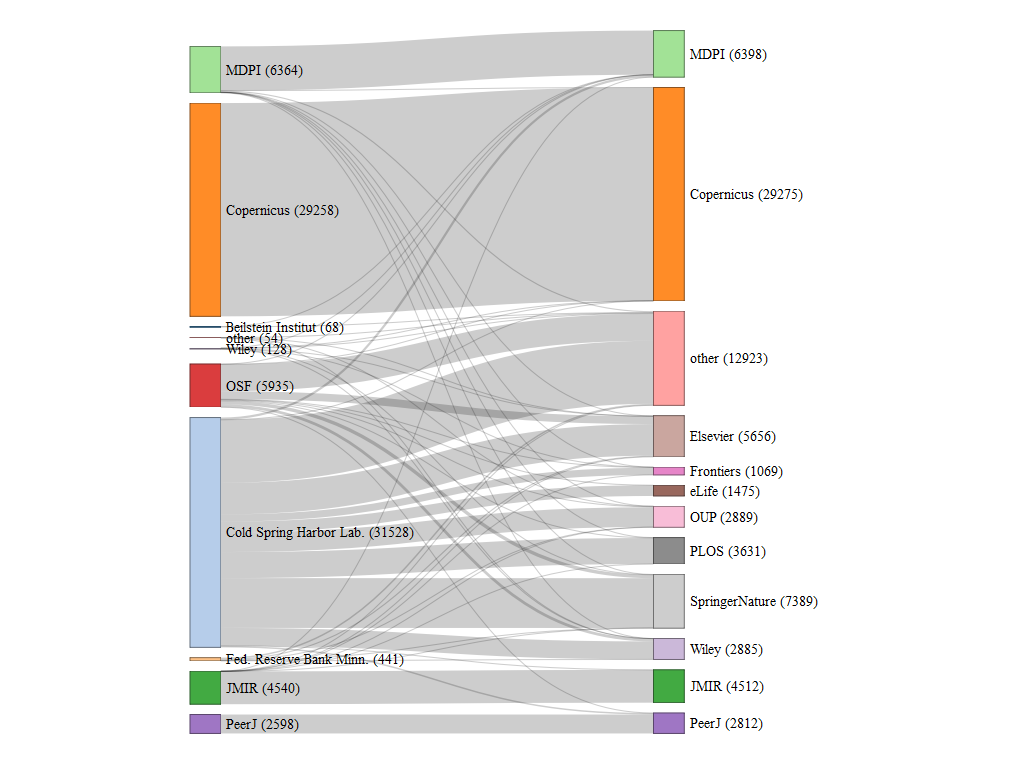 MDPI (6364)
Copernicus (29258)
Beilstein Institut (68)
other (54)
Wiley (128)
OSF (5935)
Cold Spring Harbor Lab. (31528)
Fed. Reserve Bank Minn. (441)
JMIR (4540)
PeerJ (2598)
MDPI (6398)
Copernicus (29275)
other (12923)
Elsevier (5656)
Frontiers (1069)
eLife (1475)
OUP (2889)
PLOS (3631)
SpringerNature (7389)
Wiley (2885)
JMIR (4512)
PeerJ (2812)